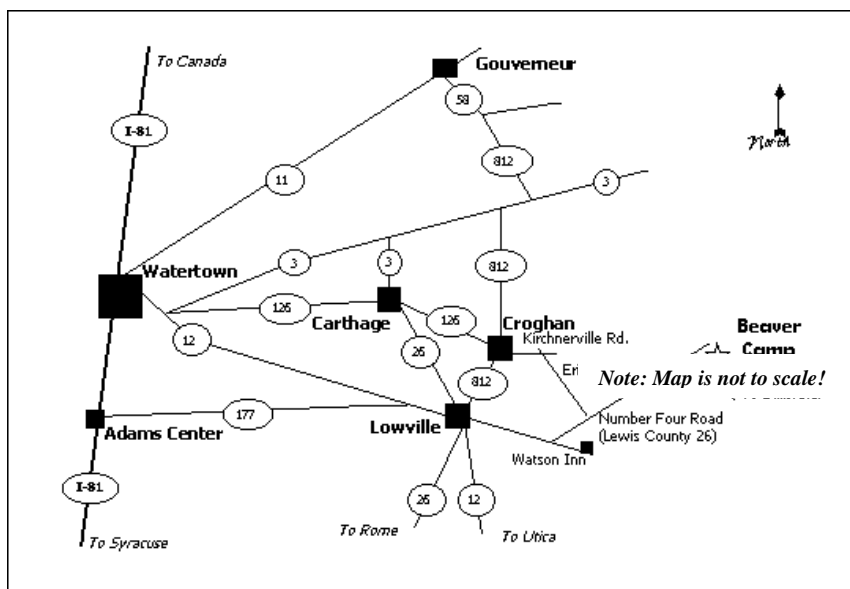 To Canada
Gouverneur
58
I-81
North
812
11
3
3
3
812
Watertown
126
Carthage
126
Croghan
Beaver
Camp
Kirchnerville Rd.
12
26
812
Note: Map is not to scale!
177
Adams Center
Lowville
Number Four Road
(Lewis County 26)
Watson Inn
I-81
26
12
To Rome
To Utica
To Syracuse